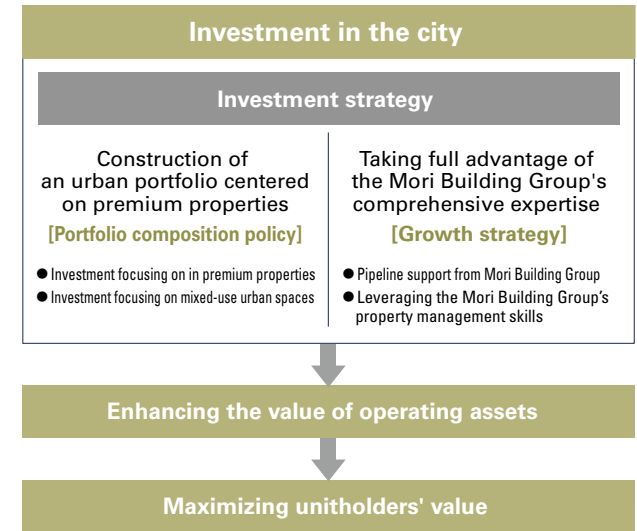 Investment in the city
Investment strategy
Construction of
an urban portfolio centered
on premium properties
[Portfolio composition policy]
● Investment focusing on in premium properties
● Investment focusing on mixed-use urban spaces
Taking full advantage of
the Mori Building Group's
comprehensive expertise
[Growth strategy]
● Pipeline support from Mori Building Group
● Leveraging the Mori Building Group’s
property management skills
Enhancing the value of operating assets
Maximizing unitholders' value